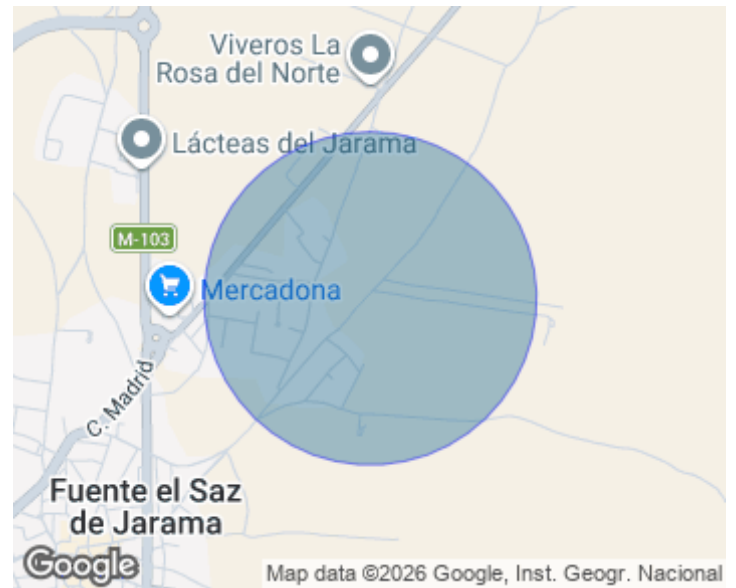 Viveros La
Rosa del Norte
Lácteas del Jarama
M-103
Mercadona
C. Madrid
Fuente el Saz
de Jarama
Google
Map data ©2026 Google, Inst. Geogr. Nacional